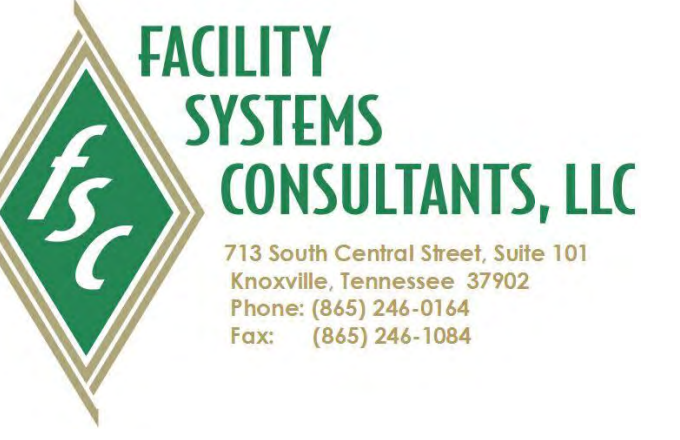 fsc
FACILITY
SYSTEMS
CONSULTANTS, LLC
713 South Central Street, Suite 101
Knoxville, Tennessee 37902
Phone: (865) 246-0164
Fax: (865) 246-1084